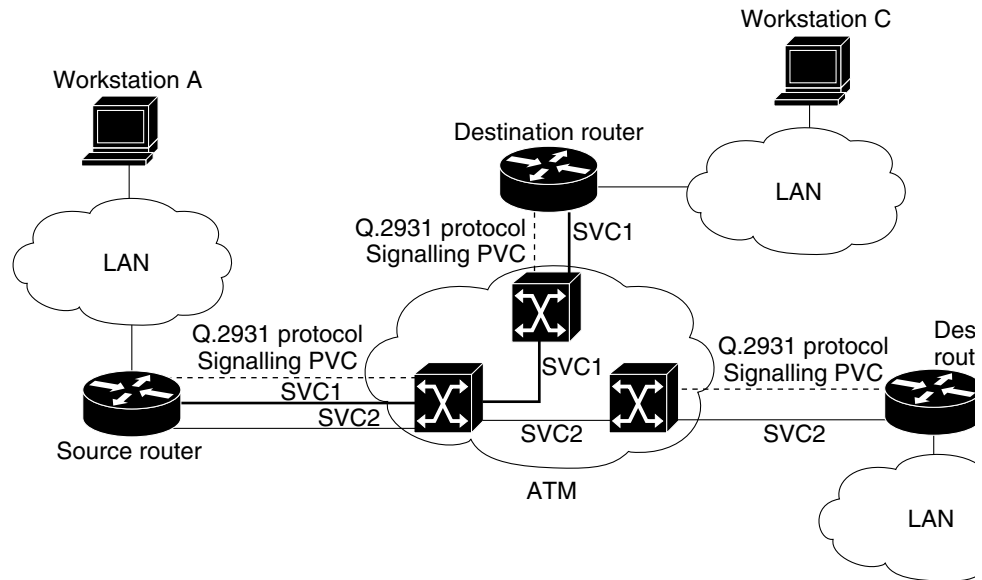 Workstation C
Workstation A
Destination router
LAN
Q.2931 protocol
Signalling PVC
SVC1
LAN
Q.2931 protocol
Signalling PVC
SVC1
SVC1
Q.2931 protocol
Signalling PVC
SVC2
SVC2
SVC2
Source router
ATM
LAN